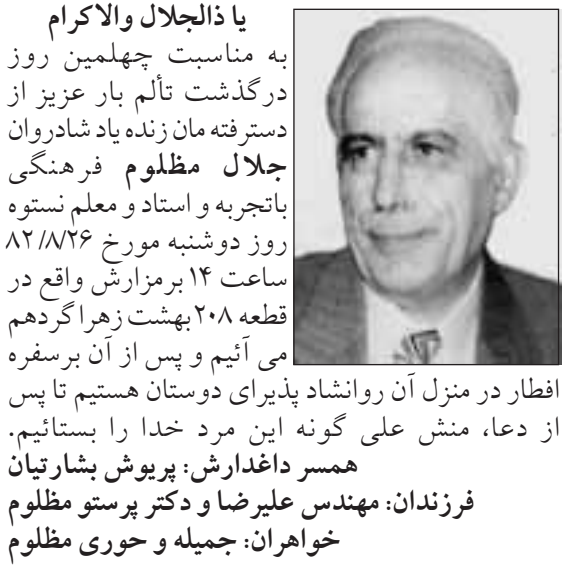 یا ذالجلال والاکرام
به مناسبت چهلمین روز
درگذشت تألم بار عزیز از
دسترفته مان زنده یاد شادروان
جلال مظلوم فرهنگی
باتجربه و استاد و معلم نستوه
روز دوشنبه مورخ ۸۲/۸/۲۶
ساعت ۱۴ برمزارش واقع در
قطعه ۲۰۸ بهشت زهرا گردهم
می آئیم و پس از آن برسفره
افطار در منزل آن روانشاد پذیرای دوستان هستیم تا پس
از دعا، منش علی گونه این مرد خدا را بستائیم.
همسر داغدارش: پریوش بشارتیان
فرزندان: مهندس علیرضا و دکتر پرستو مظلوم
خواهران: جمیله و حوری مظلوم